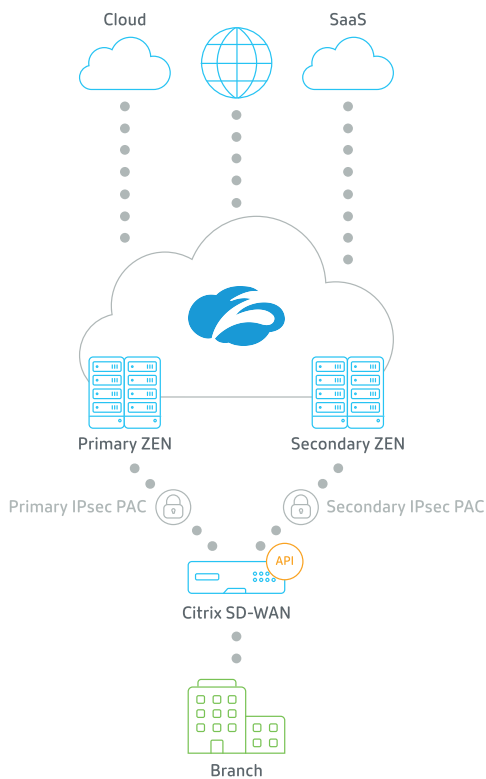 Cloud
SaaS
Primary ZEN
Secondary ZEN
Primary IPsec PAC
Secondary IPsec PAC
API
Citrix SD-WAN
Branch